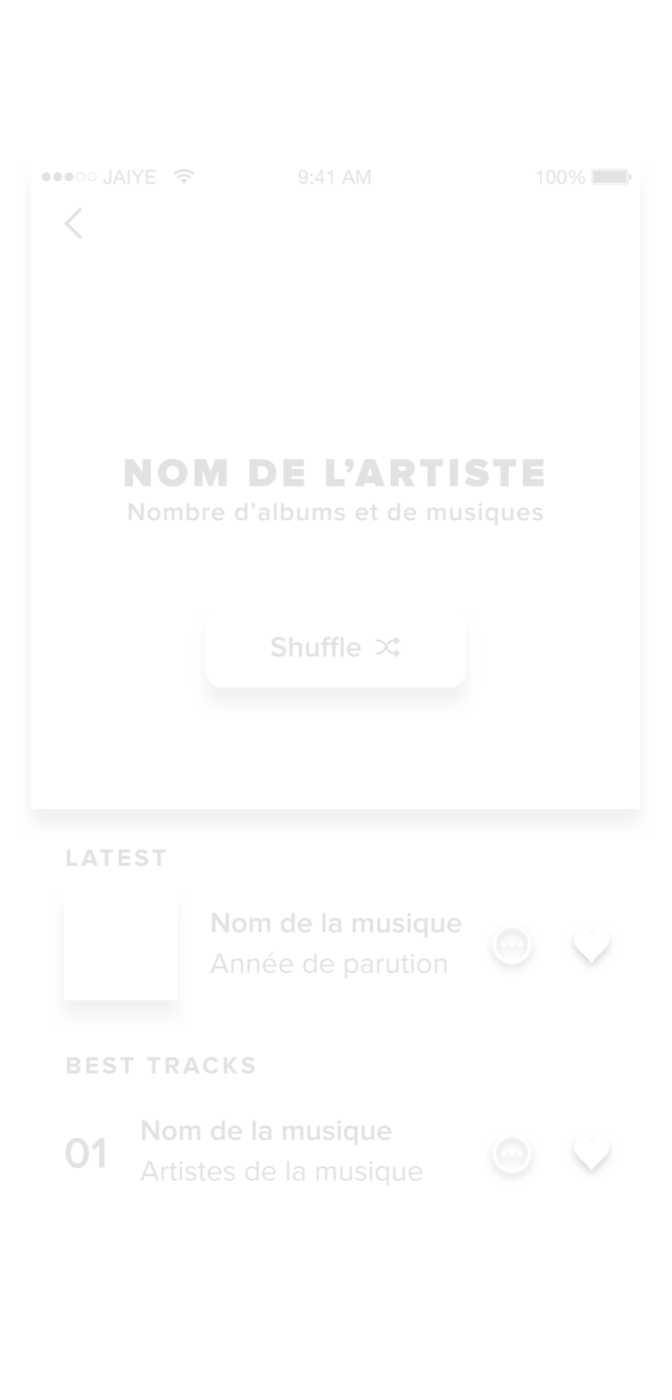 JAIYE 9:41 AM 100%
NOM DE L’ARTISTE
Nombre d’albums et de musiques
Shuffle
LATEST
Nom de la musique
Année de parution
BEST TRACKS
01
Nom de la musique
Artistes de la musique